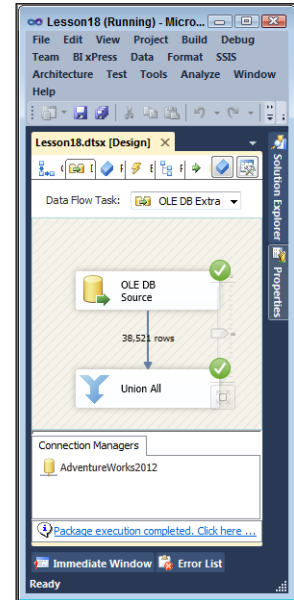 Lesson18 (Running) - Micro...
File Edit View Project Build Debug
Team BI xPress Data Format SSIS
Architecture Test Tools Analyze Window
Help
Lesson18.dtsx [Design]
Data Flow Task: OLE DB Extra
OLE DB
Source
38,521 rows
Union All
Connection Managers
AdventureWorks2012
Package execution completed. Click here ...
Immediate Window Error List
Ready
Solution Explorer
Properties